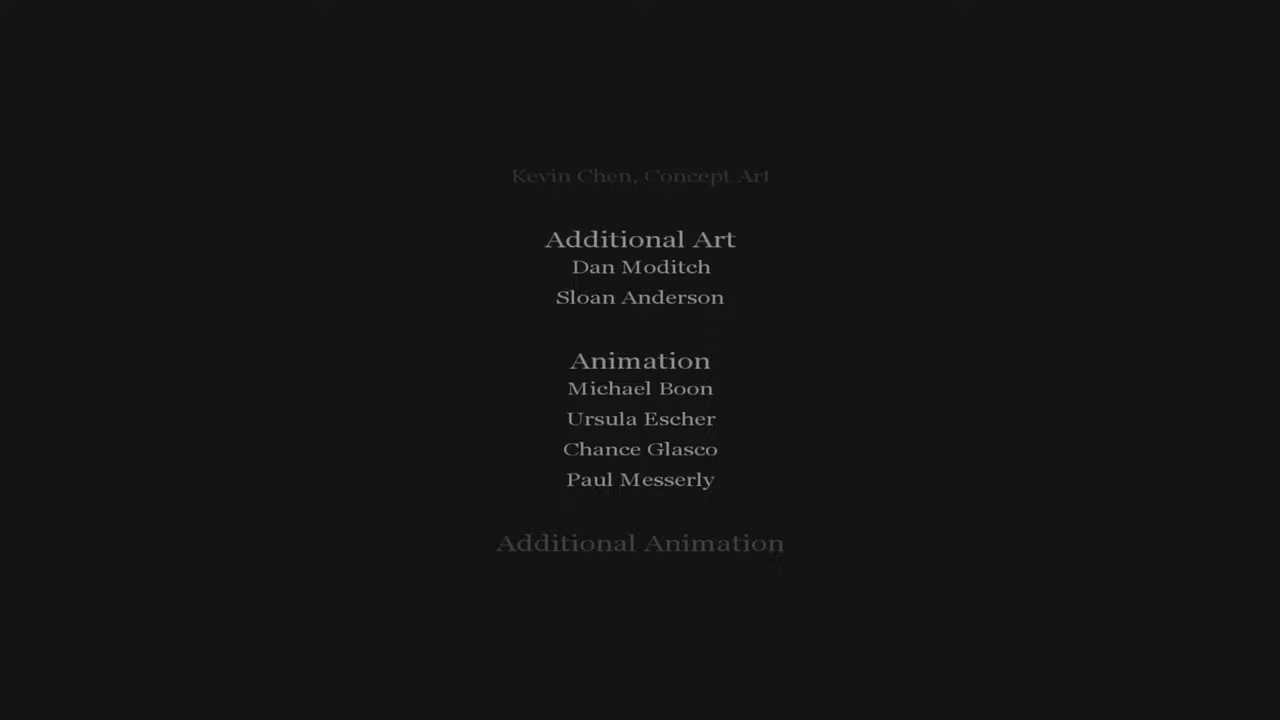 Kevin Chen, Concept Art
Additional Art
Dan Moditch
Sloan Anderson
Animation
Michael Boon
Ursula Escher
Chance Glasco
Paul Messerly
Additional Animation